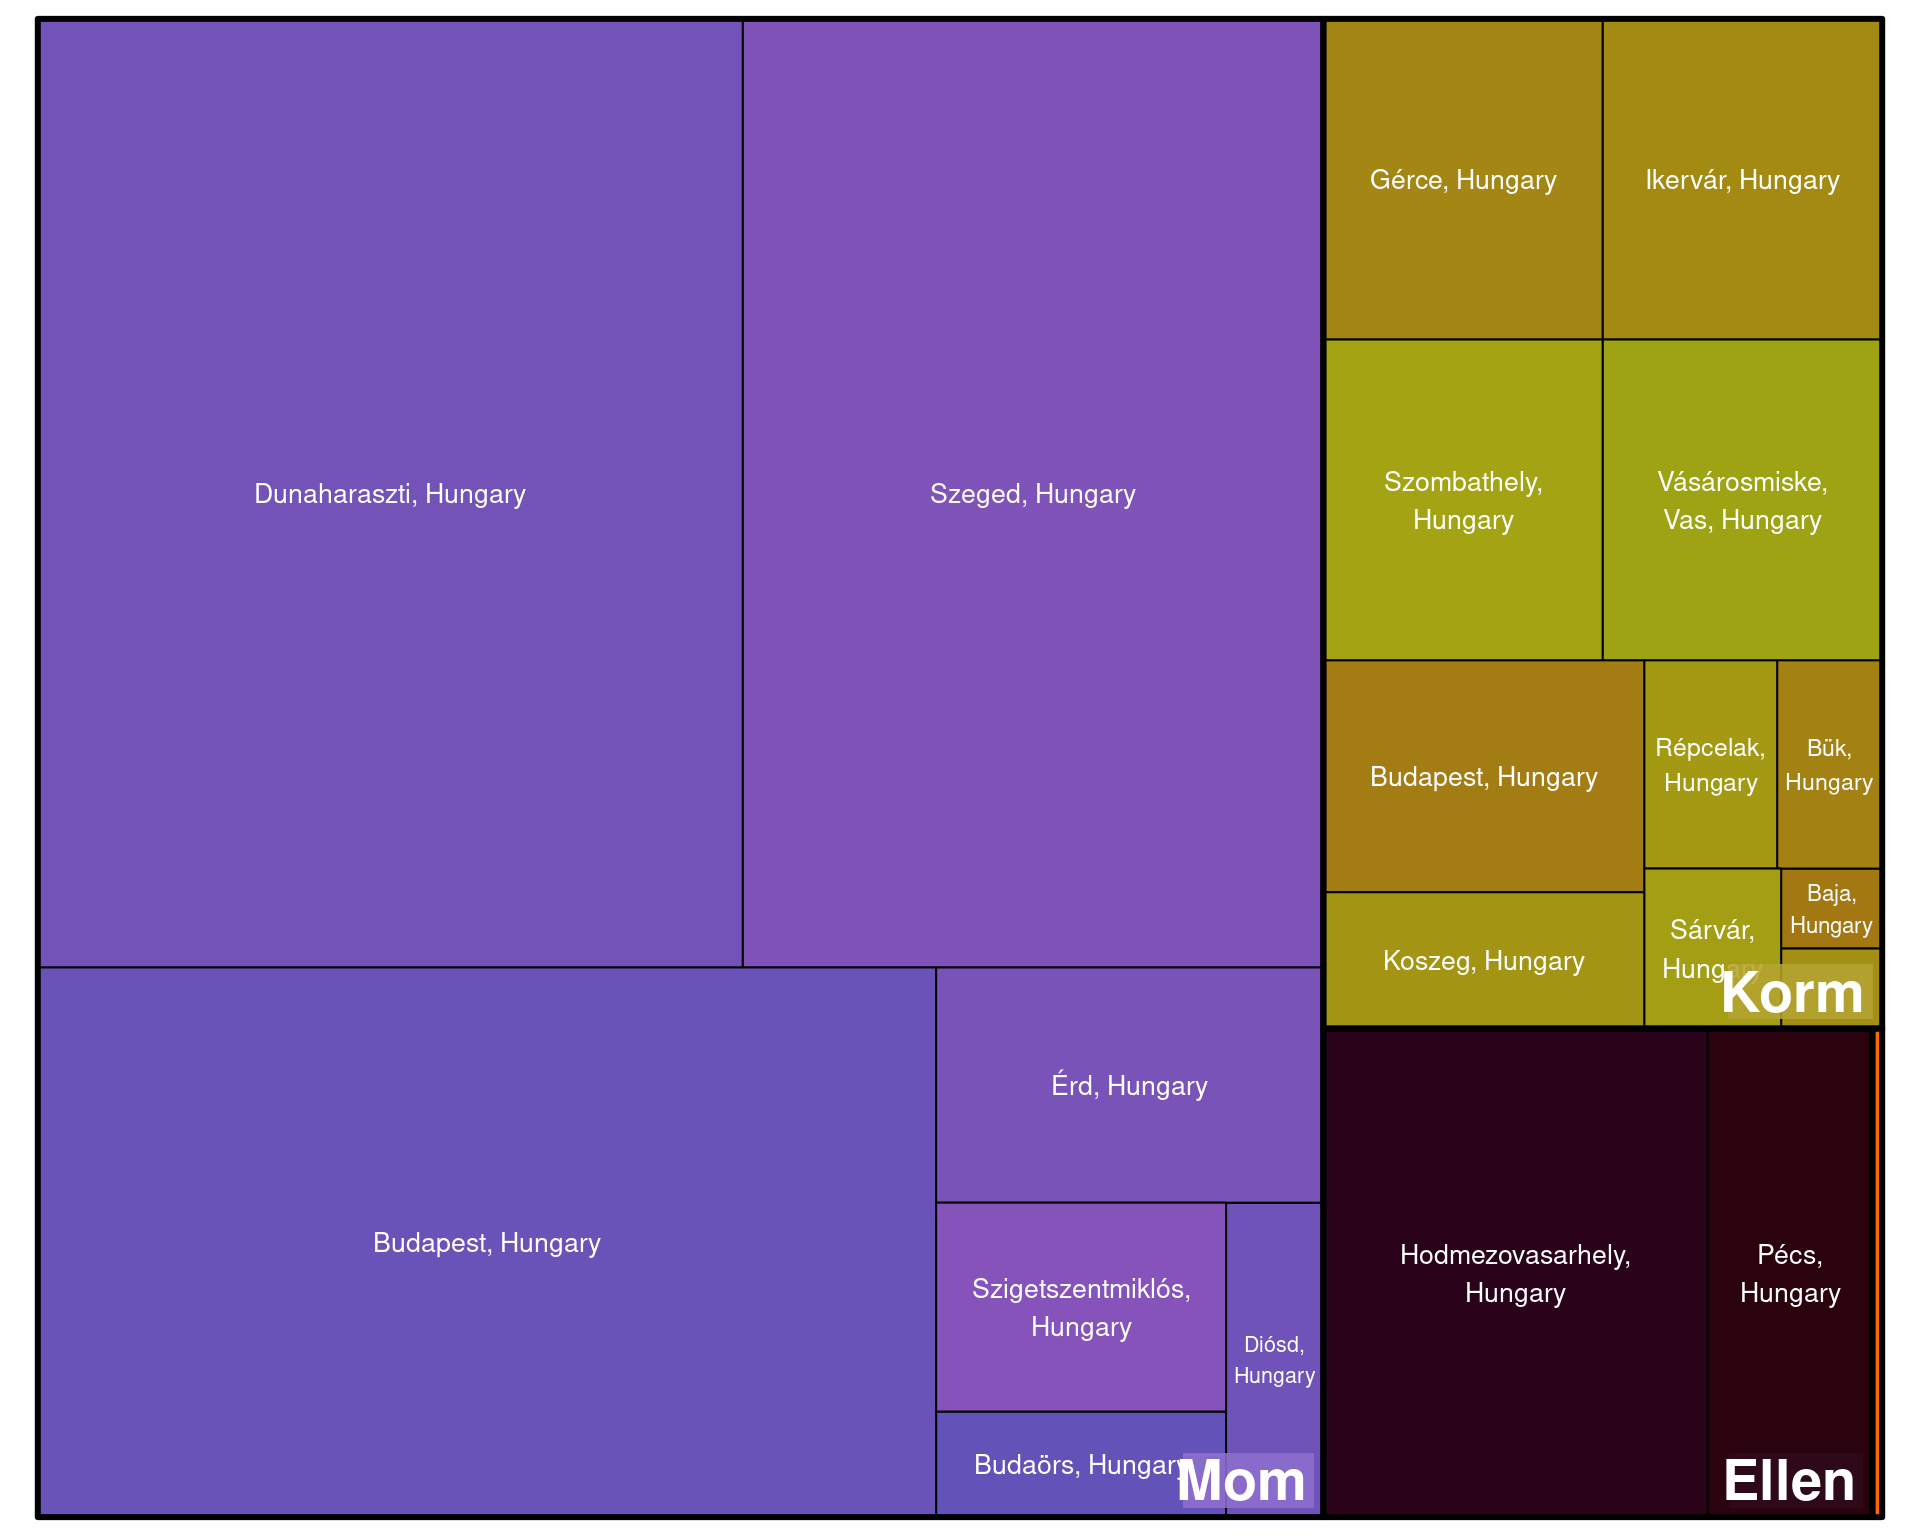 Dunaharaszti, Hungary
Szeged, Hungary
Budapest, Hungary
Érd, Hungary
Szigetszentmiklós,
Hungary
Diósd,
Hungary
Budaörs, Hungary
Mom
Gérce, Hungary
Ikervár, Hungary
Szombathely,
Hungary
Vásárosmiske,
Vas, Hungary
Budapest, Hungary
Répcelak,
Hungary
Bük,
Hungary
Koszeg, Hungary
Sárvár,
Hungary
Baja,
Hungary
Korm
Hodmezovasarhely,
Hungary
Pécs,
Hungary
Ellen